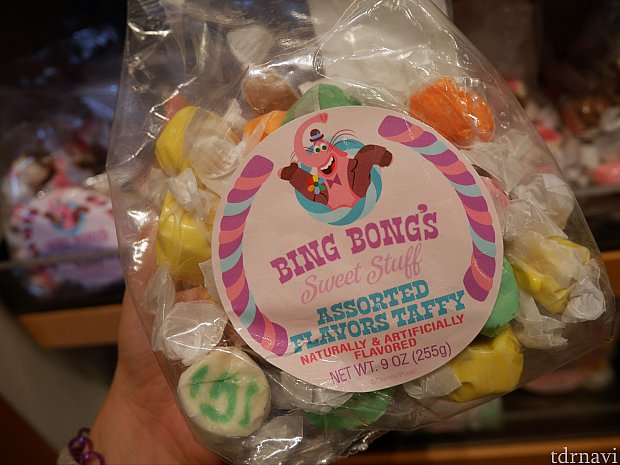 BING BONG'S
Sweet Stuff
ASSORTED
FLAVORS TAFFY
NATURALLY & ARTIFICIALLY
FLAVORED
NET WT. 9 OZ (255g)
©Disney/Pixar
tdrnavi